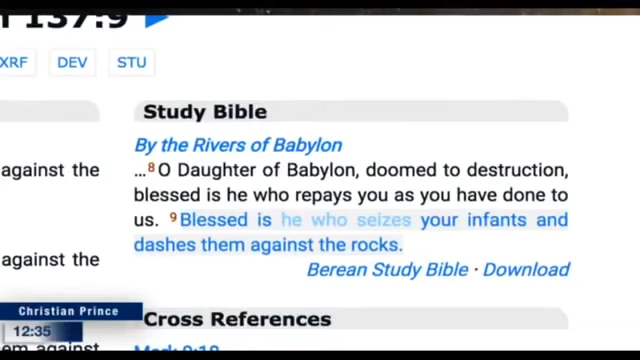 137:9
XRF DEV STU
Study Bible
By the Rivers of Babylon
against the
…8 O Daughter of Babylon, doomed to destruction,
blessed is he who repays you as you have done to
us. 9 Blessed is he who seizes your infants and
dashes them against the rocks.
against the
Berean Study Bible · Download
Christian Prince
12:35
Cross References
against